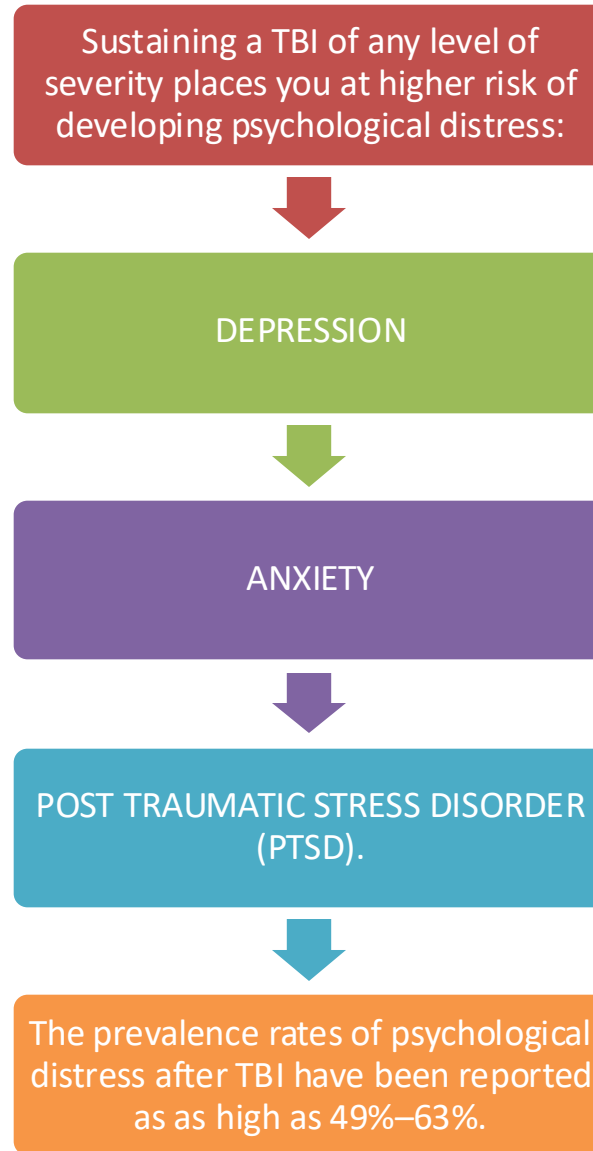 Sustaining a TBI of any level of
severity places you at higher risk of
developing psychological distress:
DEPRESSION
ANXIETY
POST TRAUMATIC STRESS DISORDER
(PTSD).
The prevalence rates of psychological
distress after TBI have been reported
as as high as 49%–63%.